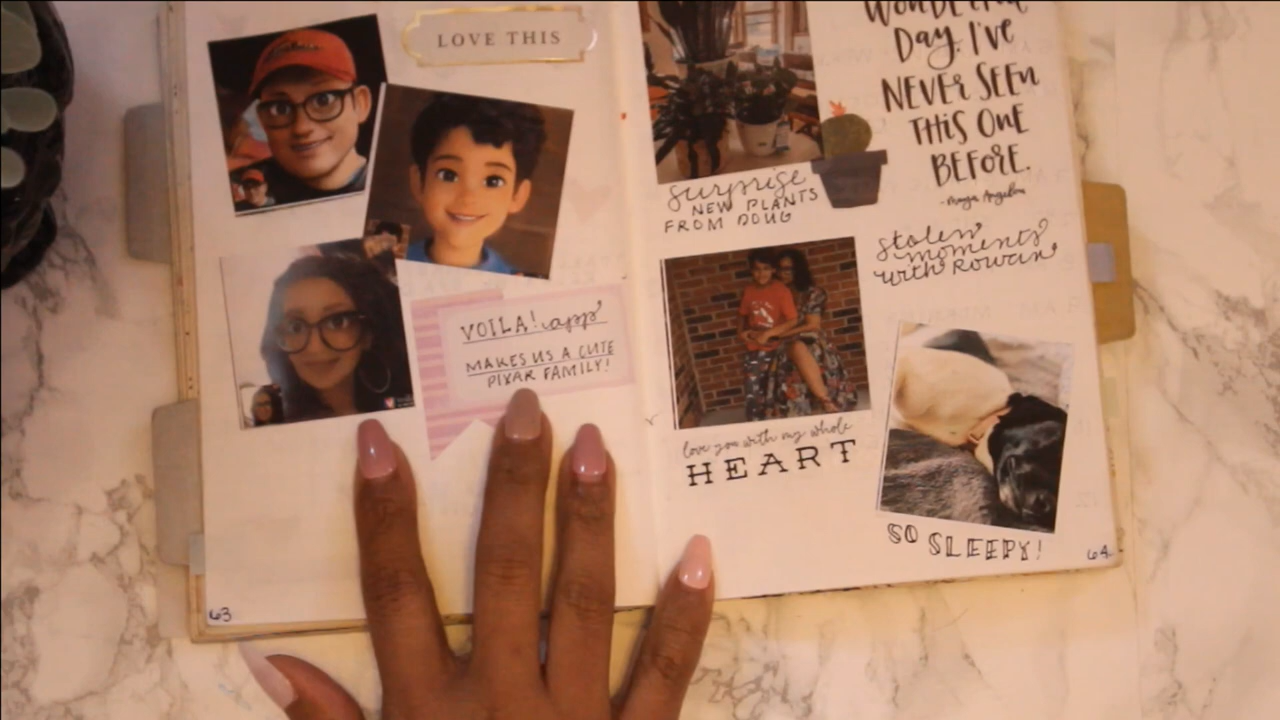 LOVE THIS
VOILA! app
MAKES US A CUTE
PIXAR FAMILY!
63
Day. I've
NEVER SEEN
THIS ONE
BEFORE.
- Maya Angelou
surprise
NEW PLANTS
FROM DOUG
stolen
moments
with Rowan
love you with my whole
HEART
SO SLEEPY!
64